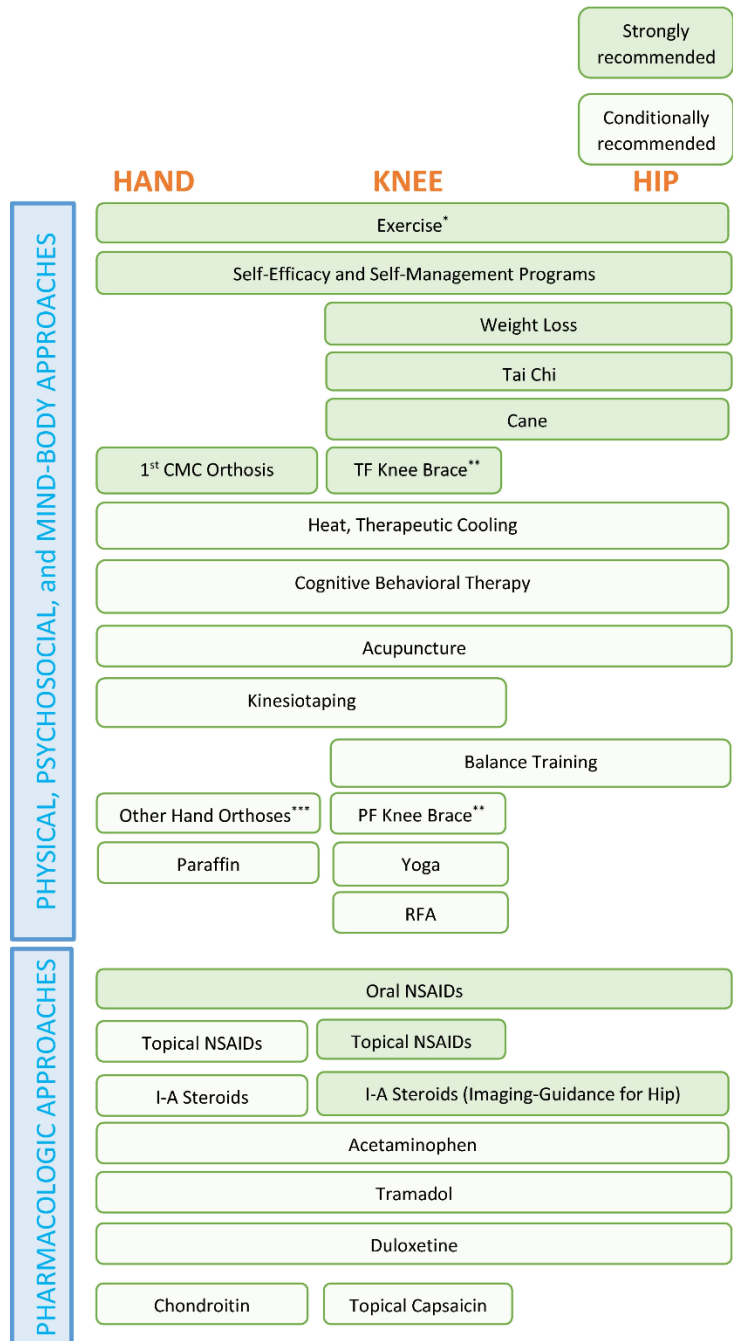 Strongly
recommended
Conditionally
recommended
HAND KNEE HIP
PHYSICAL, PSYCHOSOCIAL, and MIND-BODY APPROACHES
Exercise*
Self-Efficacy and Self-Management Programs
Weight Loss
Tai Chi
Cane
1st CMC Orthosis TF Knee Brace**
Heat, Therapeutic Cooling
Cognitive Behavioral Therapy
Acupuncture
Kinesiotaping
Balance Training
Other Hand Orthoses*** PF Knee Brace**
Paraffin Yoga
RFA
PHARMACOLOGIC APPROACHES
Oral NSAIDs
Topical NSAIDs Topical NSAIDs
I-A Steroids I-A Steroids (Imaging-Guidance for Hip)
Acetaminophen
Tramadol
Duloxetine
Chondroitin Topical Capsaicin